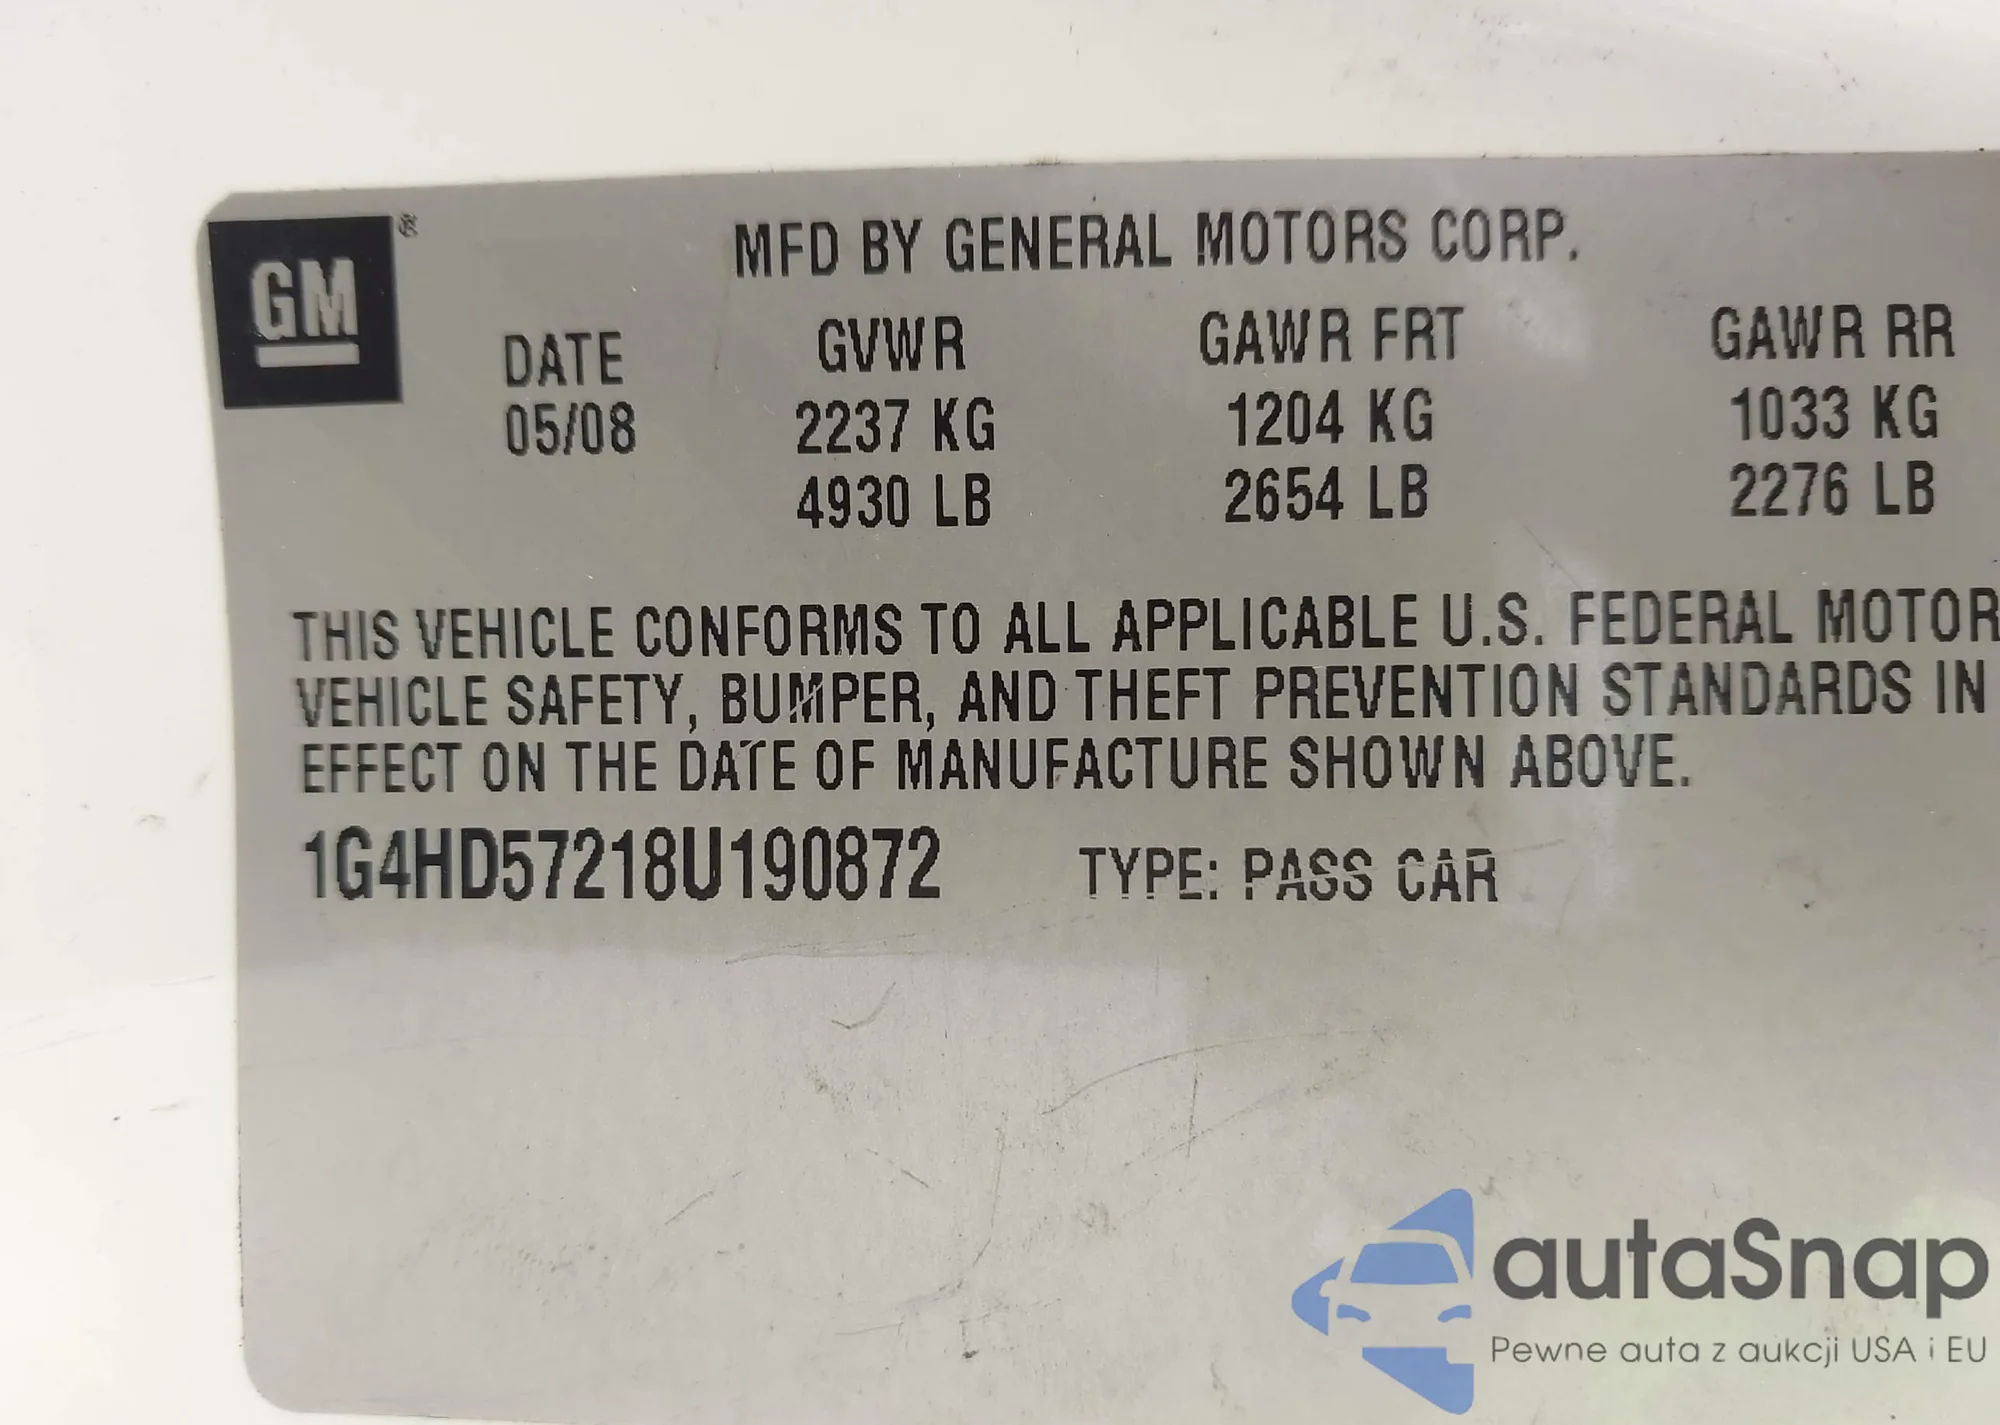 GM ®
MFD BY GENERAL MOTORS CORP.
DATE GVWR GAWR FRT GAWR RR
05/08 2237 KG 1204 KG 1033 KG
4930 LB 2654 LB 2276 LB
THIS VEHICLE CONFORMS TO ALL APPLICABLE U.S. FEDERAL MOTOR
VEHICLE SAFETY, BUMPER, AND THEFT PREVENTION STANDARDS IN
EFFECT ON THE DATE OF MANUFACTURE SHOWN ABOVE.
1G4HD57218U190872 TYPE: PASS CAR
autaSnap
Pewne auta z aukcji USA i EU